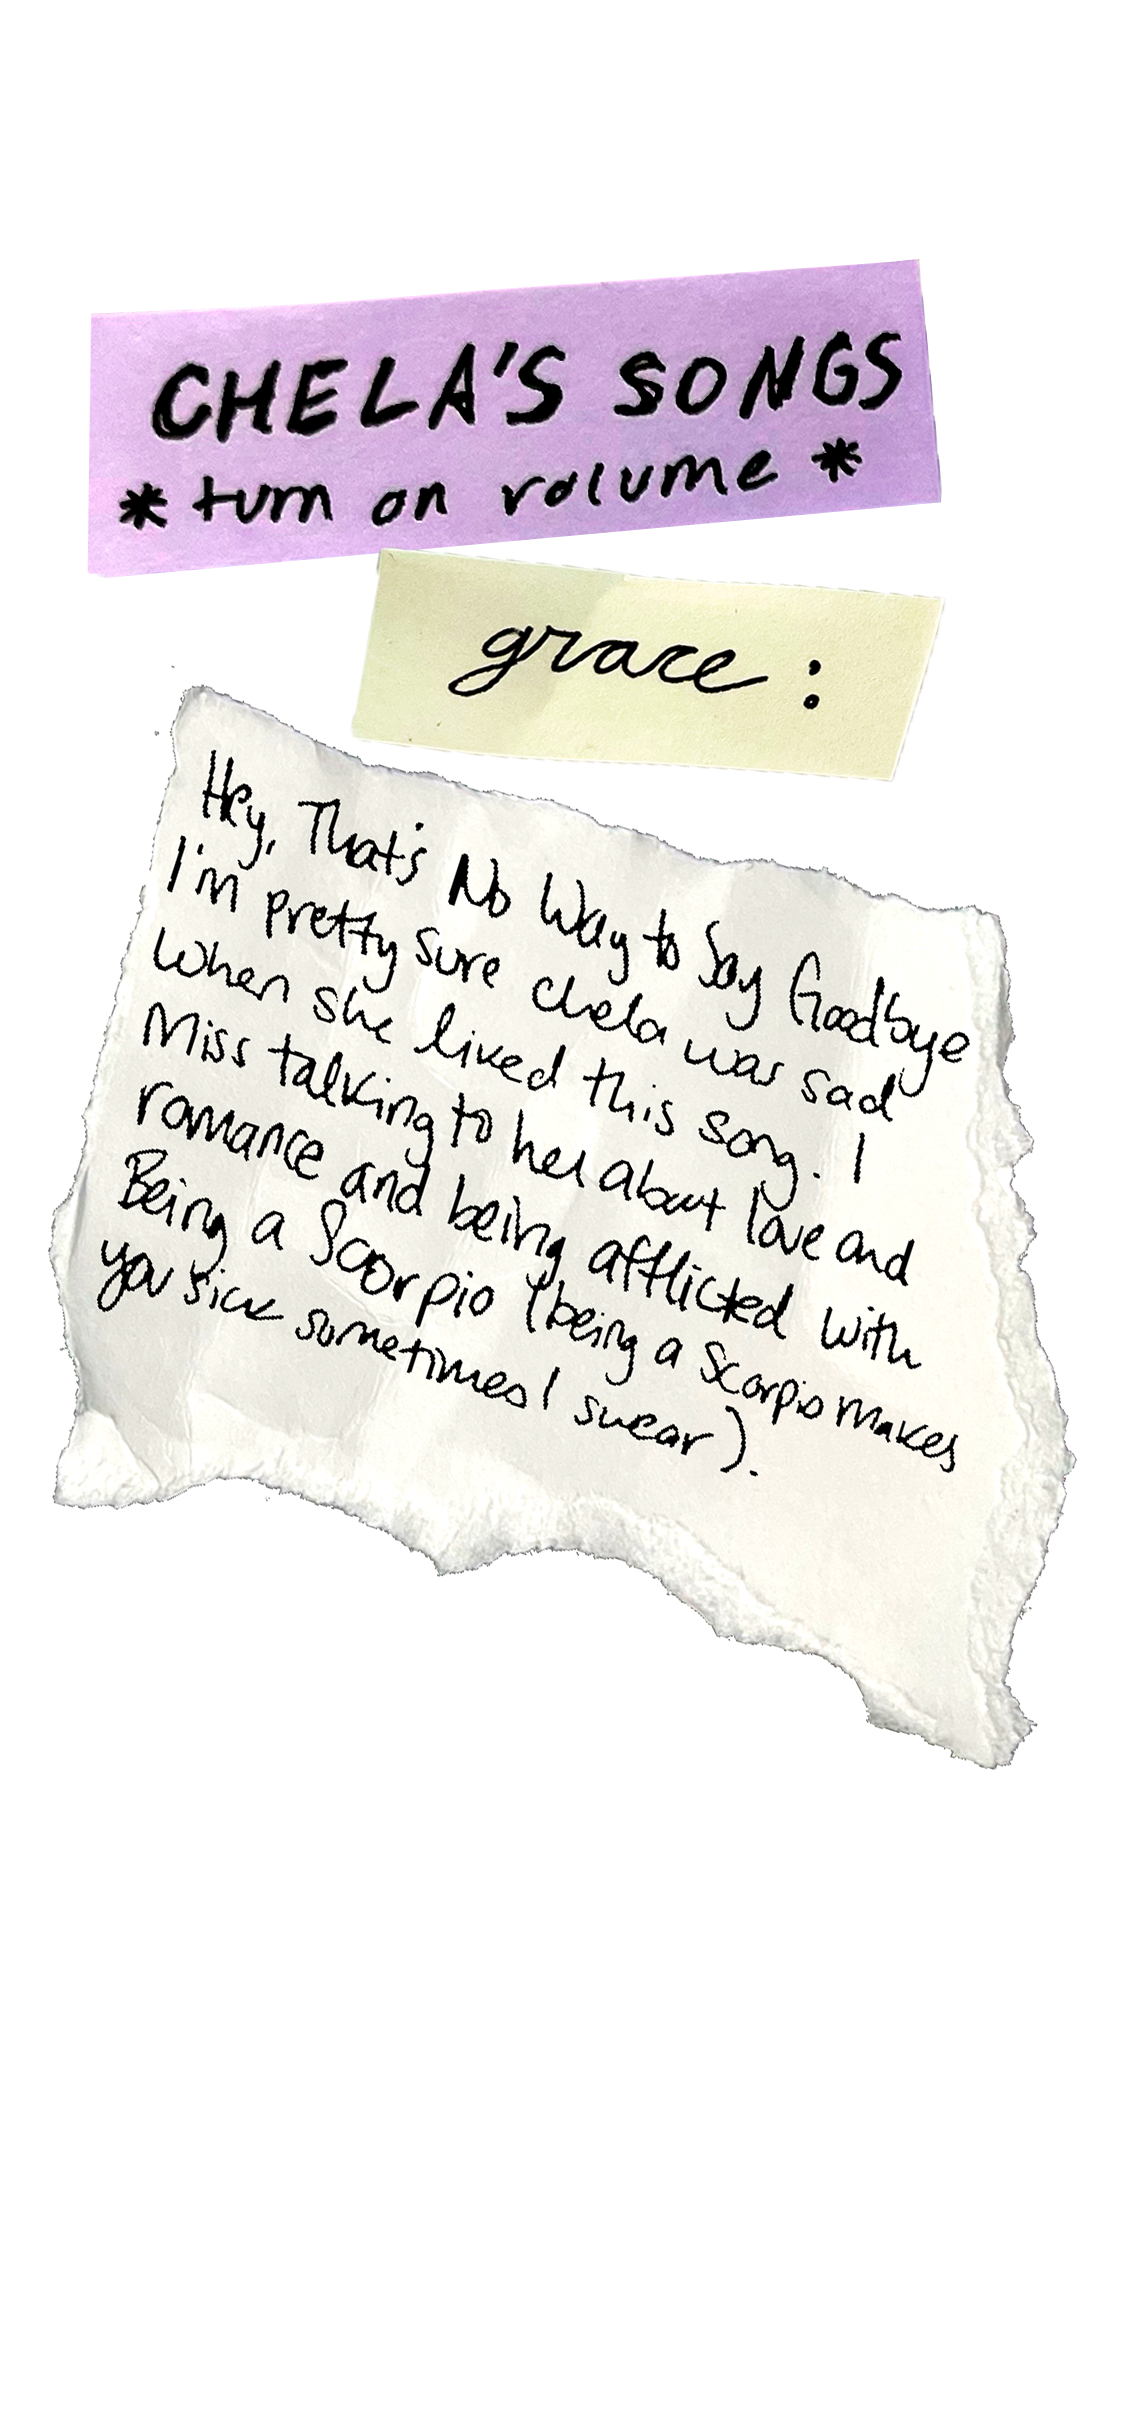 CHELA'S SONGS
* turn on volume *
grace :
Hey, That's No Way to Say Goodbye
I'm pretty sure chela was sad
when she liked this song. I
Miss talking to her about love and
romance and being afflicted with
Being a Scorpio (being a Scorpio makes
you sick sometimes I swear).